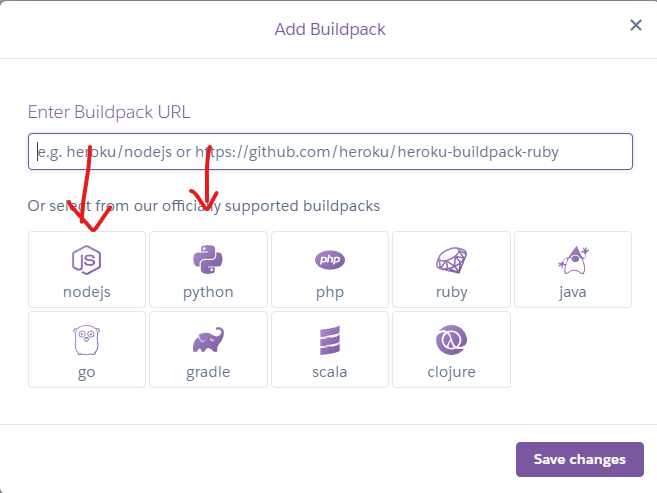 Add Buildpack
×
Enter Buildpack URL
e.g. heroku/nodejs or https://github.com/heroku/heroku-buildpack-ruby
Or select from our officially supported buildpacks
JS php
nodejs python php ruby java
go gradle scala clojure
Save changes